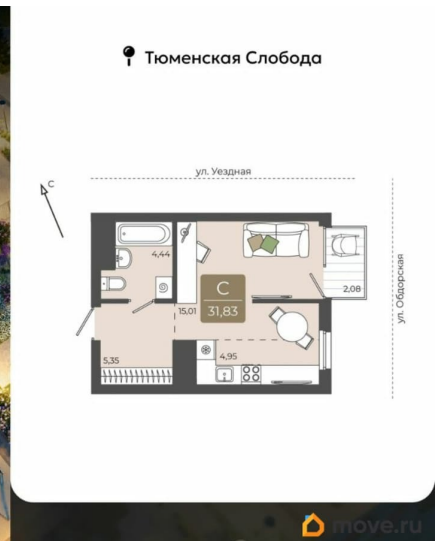 Тюменская Слобода
ул. Уездная
С
4,44
С
31,83
15,01
2,08
ул. Обдорская
5,35
4,95
move.ru